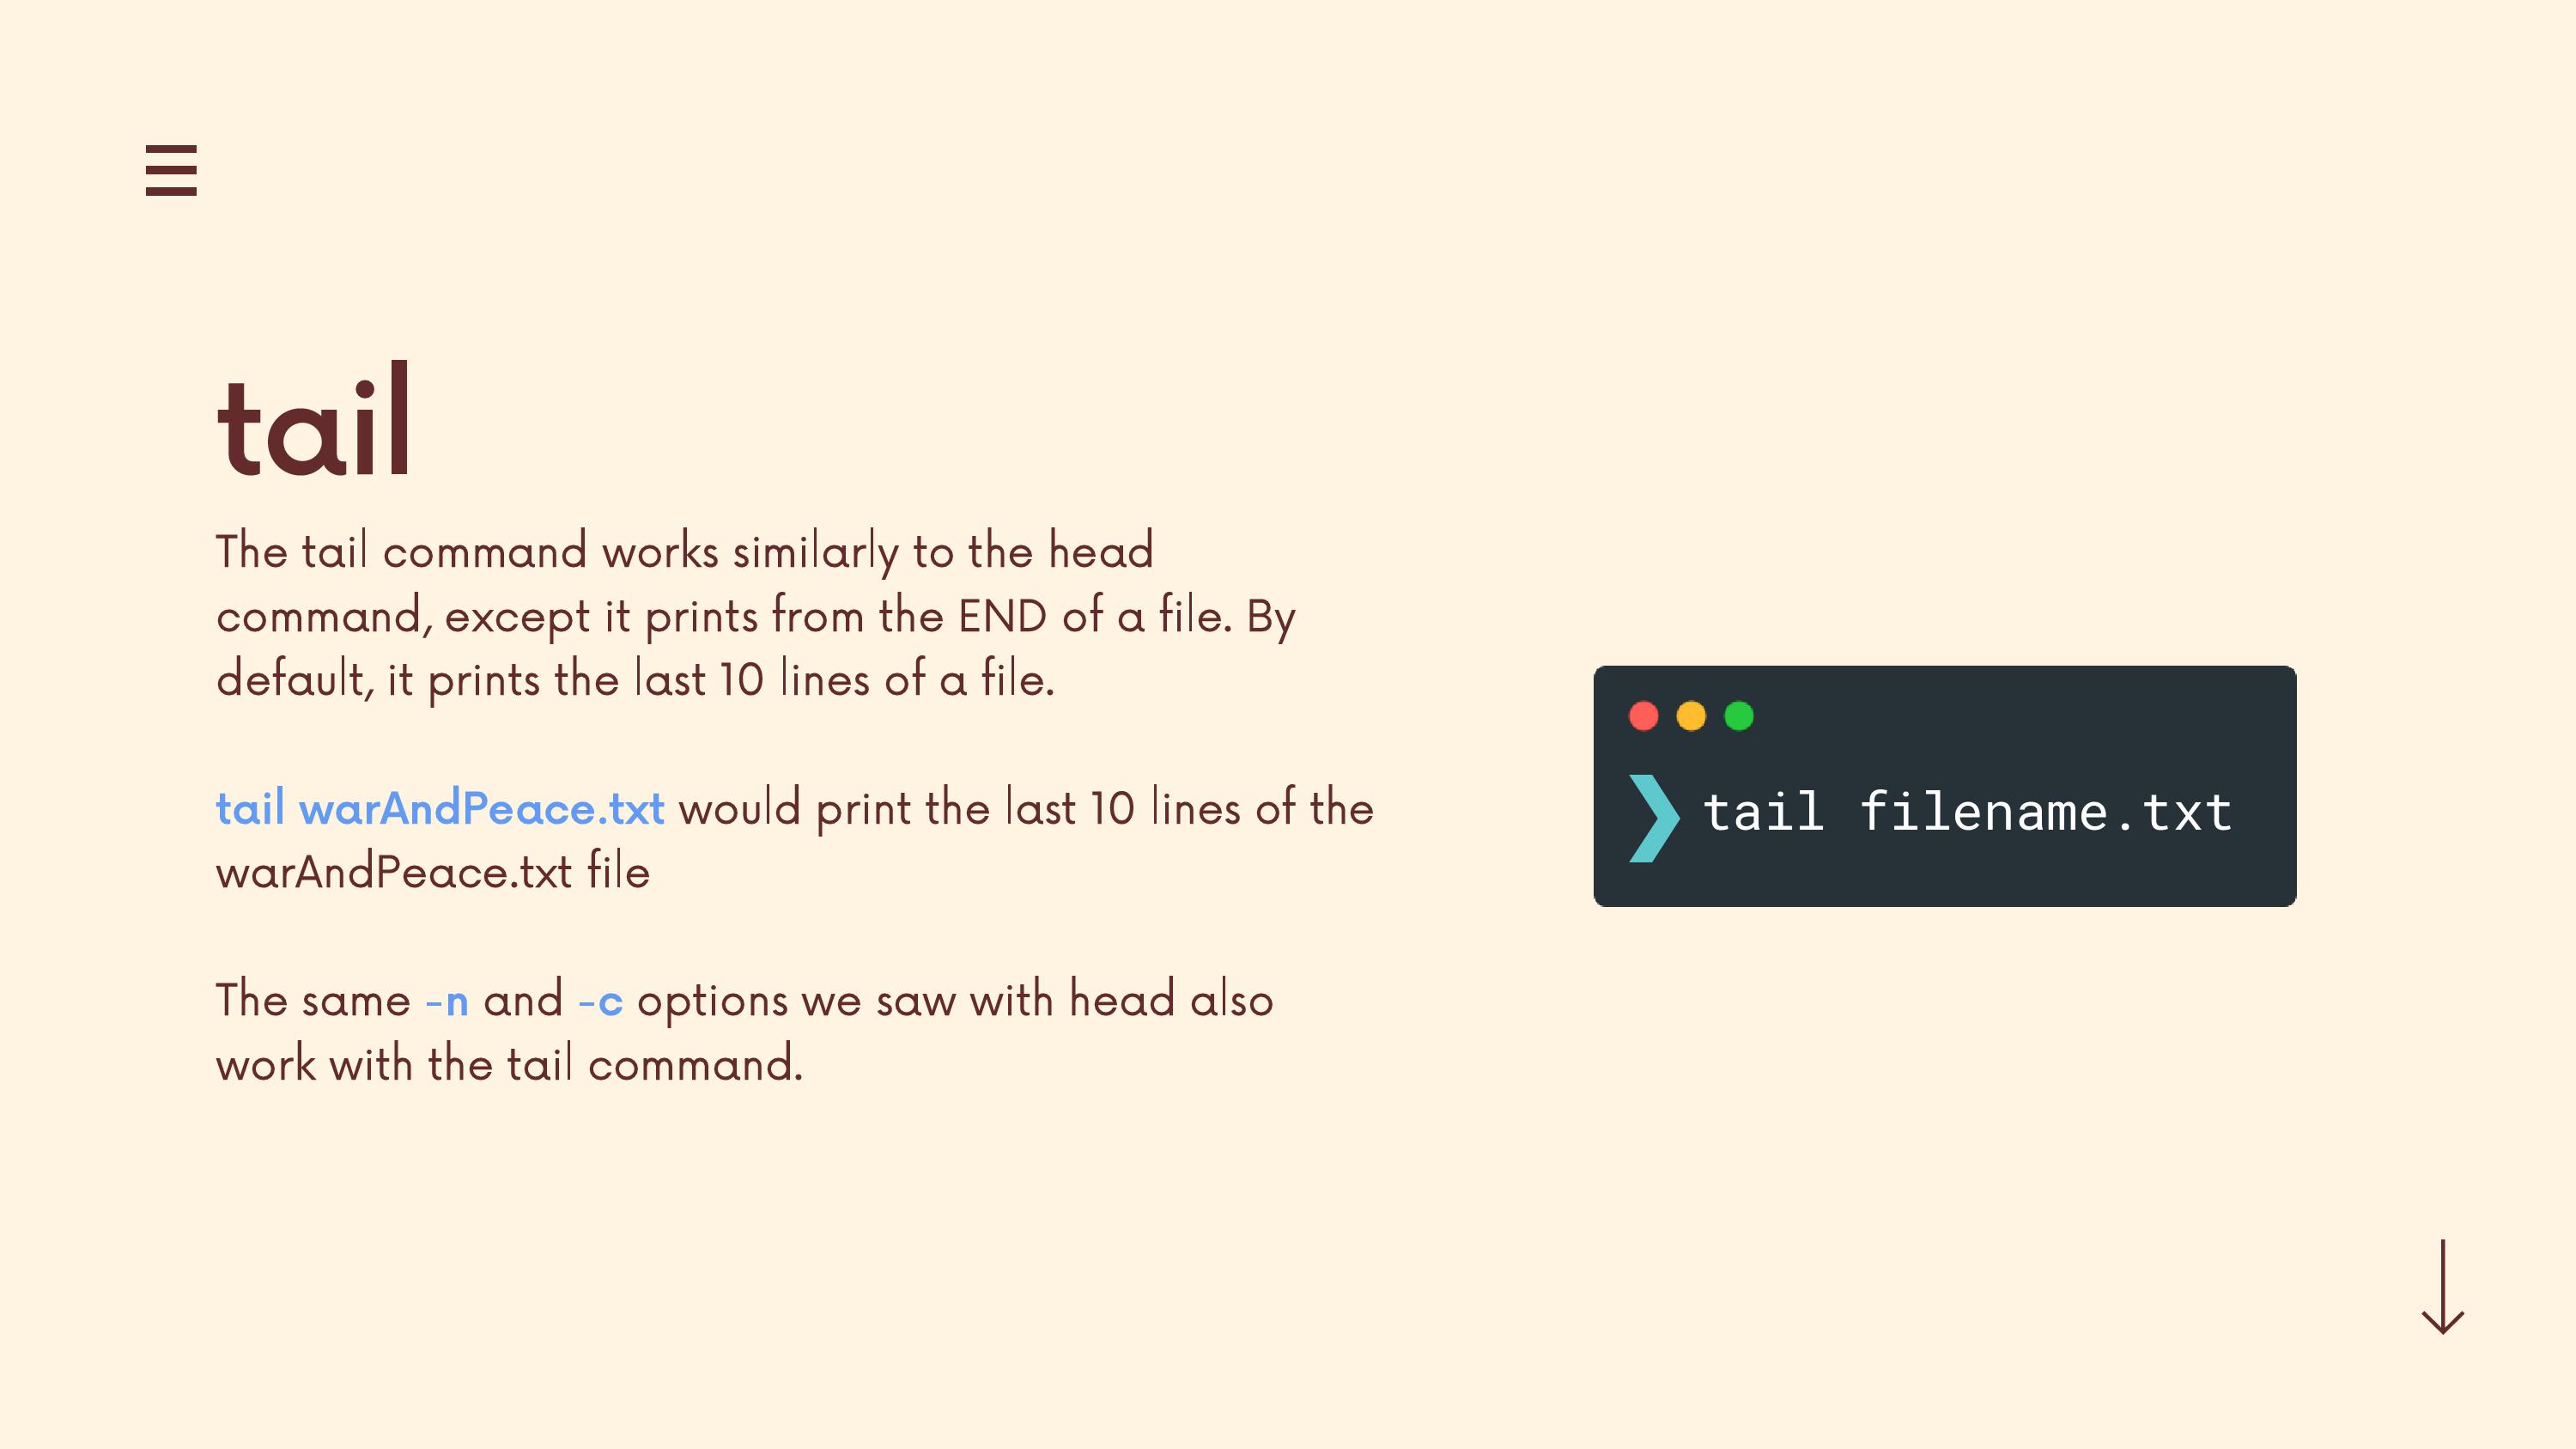 tail
The tail command works similarly to the head
command, except it prints from the END of a file. By
default, it prints the last 10 lines of a file.
tail warAndPeace.txt would print the last 10 lines of the
warAndPeace.txt file
The same -n and -c options we saw with head also
work with the tail command.
❯ tail filename.txt